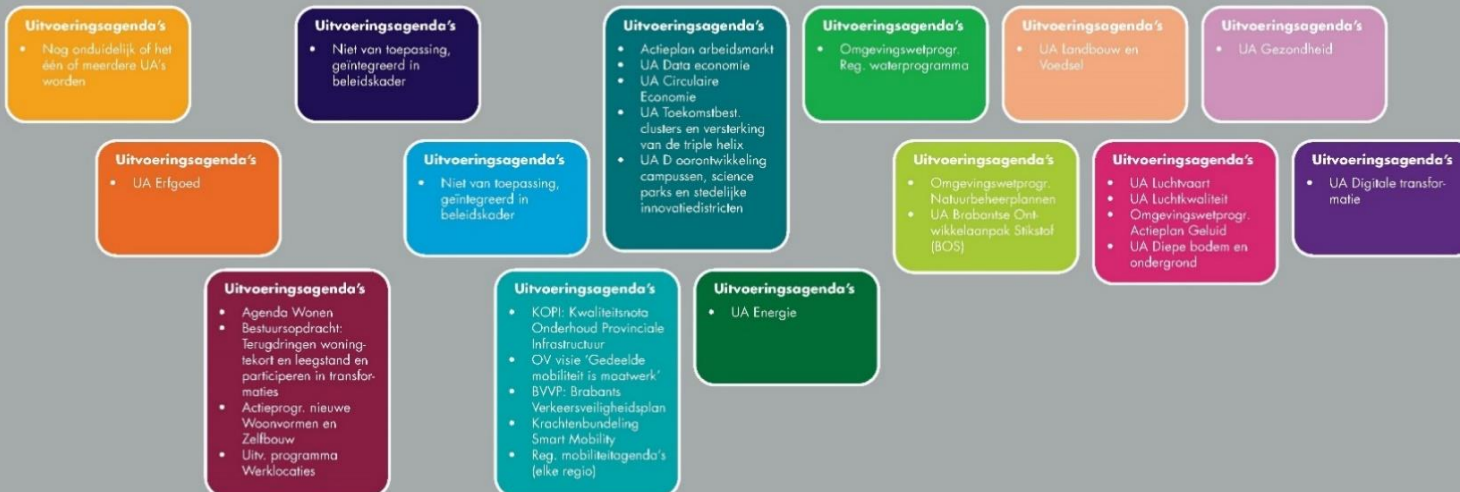 Uitvoeringsagenda's
• Nog onduidelijk of het
één of meerdere UA's
worden
Uitvoeringsagenda's
• Niet van toepassing,
geïntegreerd in
beleidskader
Uitvoeringsagenda's
• Actieplan arbeidsmarkt
• UA Data economie
• UA Circulaire
Economie
• UA Toekomstbest.
clusters en versterking
van de triple helix
• UA D oorontwikkeling
campussen, science
parks en stedelijke
innovatiedistricten
Uitvoeringsagenda's
• Omgevingswetprogr.
Reg. waterprogramma
Uitvoeringsagenda's
• UA Landbouw en
Voedsel
Uitvoeringsagenda's
• UA Gezondheid
Uitvoeringsagenda's
• UA Erfgoed
Uitvoeringsagenda's
• Niet van toepassing,
geïntegreerd in
beleidskader
Uitvoeringsagenda's
• Omgevingswetprogr.
Natuurbeheerplannen
• UA Brabantse Ont-
wikkelaanpak Stikstof
(BOS)
Uitvoeringsagenda's
• UA Luchtvaart
• UA Luchtkwaliteit
• Omgevingswetprogr.
Actieplan Geluid
• UA Diepe bodem en
ondergrond
Uitvoeringsagenda's
• UA Digitale transfor-
matie
Uitvoeringsagenda's
• Agenda Wonen
• Bestuursopdracht:
Terugdringen woning-
tekort en leegstand en
participeren in transfor-
maties
• Actieprogr. nieuwe
Woonvormen en
Zelfbouw
• Uitv. programma
Werklocaties
Uitvoeringsagenda's
• KOPI: Kwaliteitsnota
Onderhoud Provinciale
Infrastructuur
• OV visie 'Gedeelde
mobiliteit is maatwerk'
• BVVP: Brabants
Verkeersveiligheidsplan
• Krachtenbundeling
Smart Mobility
• Reg. mobiliteitagenda's
(elke regio)
Uitvoeringsagenda's
• UA Energie